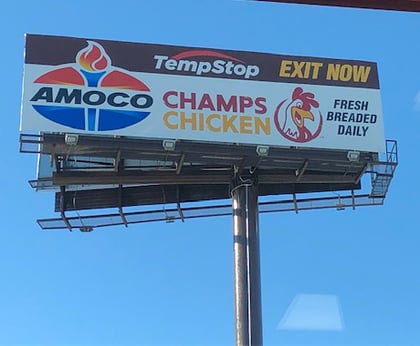 TempStop
EXIT NOW
AMOCO
CHAMPS
CHICKEN
FRESH
BREADED
DAILY